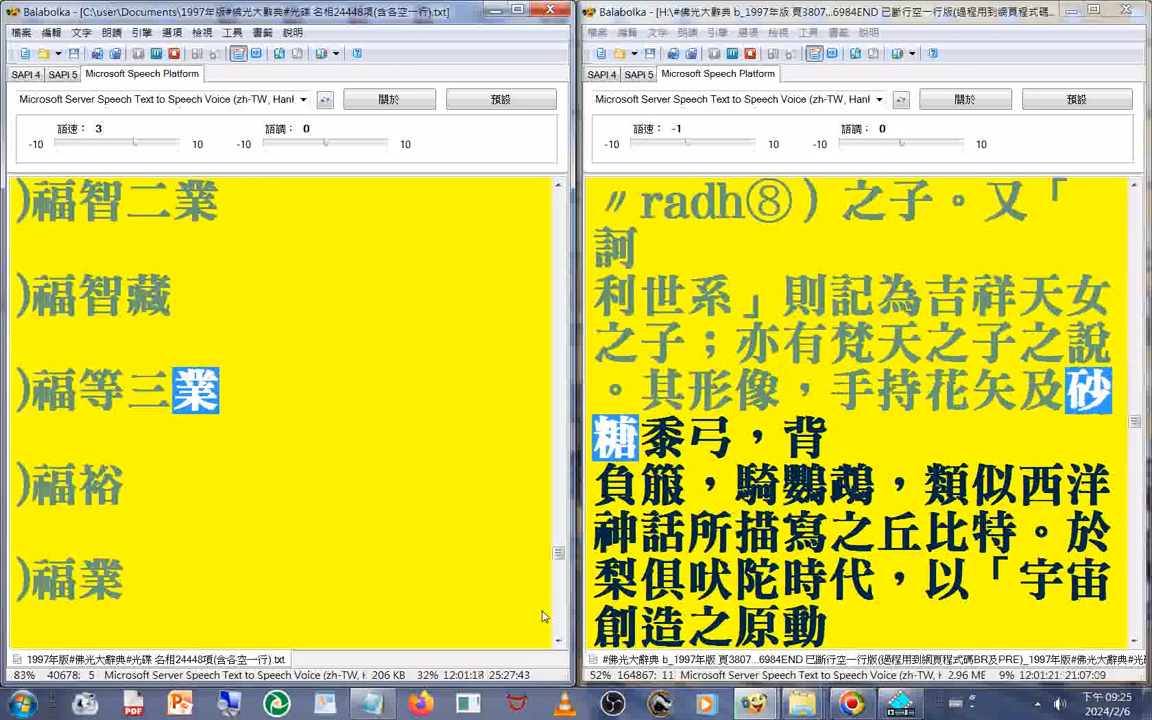 Balabolka - [C:\user\Documents\1997年版#佛光大辭典#光碟 名相24448項(含各空一行).txt]
檔案 編輯 文字 朗讀 引擎 選項 檢視 工具 書籤 說明
SAPI 4 SAPI 5 Microsoft Speech Platform
Microsoft Server Speech Text to Speech Voice (zh-TW, Hanl
關於
預設
語速： 3
語調： 0
-10 10 -10 10
)福智二業
)福智藏
)福等三業
)福裕
)福業
1997年版#佛光大辭典#光碟 名相24448項(含各空一行).txt
83% 40678: 5 Microsoft Server Speech Text to Speech Voice (zh-TW, H 206 KB 32% 12:01:13 25:27:43
Balabolka - [H:\#佛光大辭典 b_1997年版 頁3807...6984END 已斷行空一行版(過程用到網頁程式碼...
檔案 編輯 文字 朗讀 引擎 選項 檢視 工具 書籤 說明
SAPI 4 SAPI 5 Microsoft Speech Platform
Microsoft Server Speech Text to Speech Voice (zh-TW, Hanl
關於
預設
語速： -1
語調： 0
-10 10 -10 10
〃radh⑧）之子。又「
訶
利世系」則記為吉祥天女
之子；亦有梵天之子之說
。其形像，手持花矢及砂
糖黍弓，背
負箙，騎鸚鵡，類似西洋
神話所描寫之丘比特。於
梨俱吠陀時代，以「宇宙
創造之原動
#佛光大辭典 b_1997年版 頁3807...6984END 已斷行空一行版(過程用到網頁程式碼BR及PRE)_1997年版#佛光
52% 164867: 11 Microsoft Server Speech Text to Speech Voice 2.96 MB 9% 12:01:21 21:07:09
下午 09:25
2024/2/6